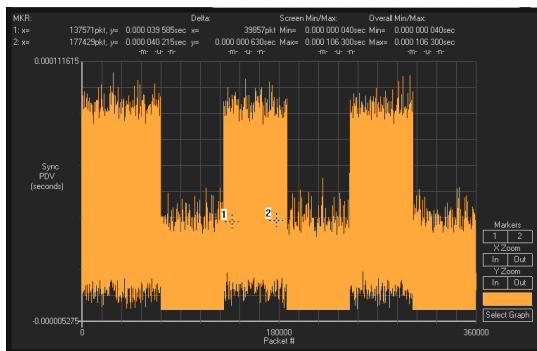 MKR: Delta: Screen Min/Max: Overall Min/Max:
1: x= 137571pkt, y= 0.000 039 585sec x= 39857pkt Min= 0.000 000 040sec Min= 0.000 000 040sec
2: x= 177429pkt, y= 0.000 040 215sec y= 0.000 000 630sec Max= 0.000 106 300sec Max= 0.000 106 300sec
-m- -u- -n- -m- -u- -n- -m- -u- -n- -m- -u- -n-
0.000111615
Sync
PDV
(seconds)
1 2
Markers
1 2
X Zoom
In Out
Y Zoom
In Out
Select Graph
-0.000005275
0 180000 360000
Packet #